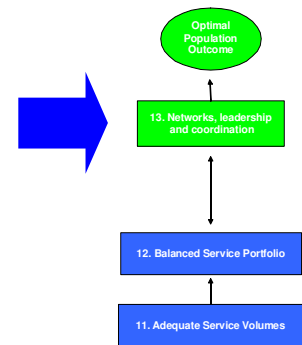 Optimal
Population
Outcome
13. Networks, leadership
and coordination
12. Balanced Service Portfolio
11. Adequate Service Volumes